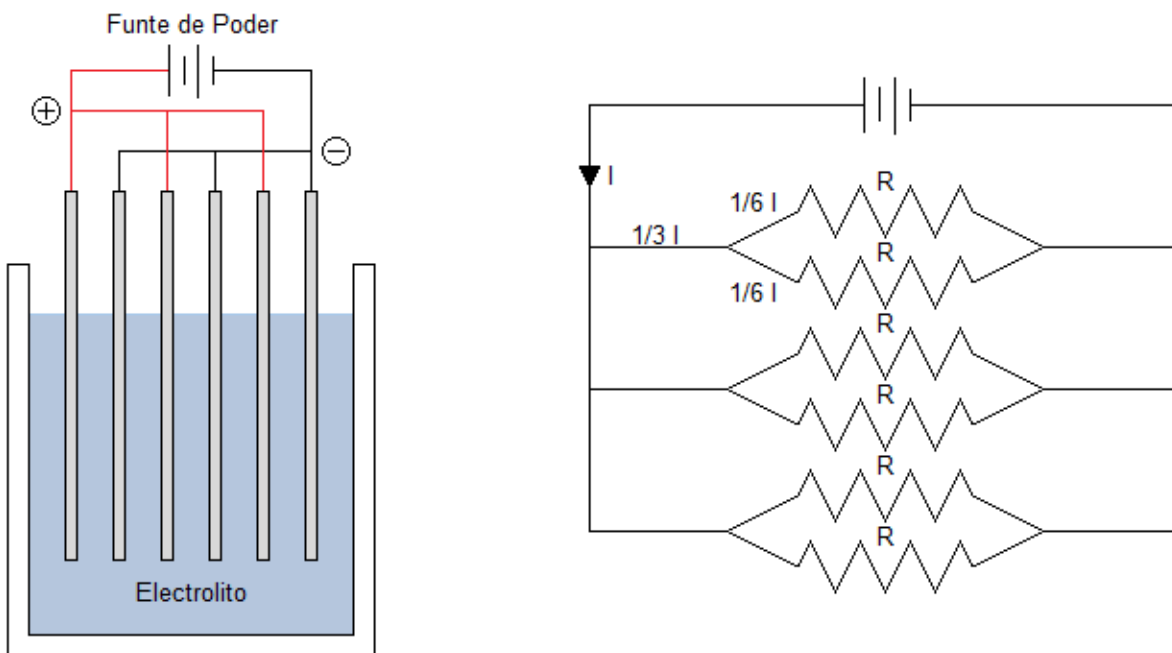 Funte de Poder
⊕
⊖
Electrolito
I
R
1/6 I
1/3 I
R
1/6 I
R
R
R
R